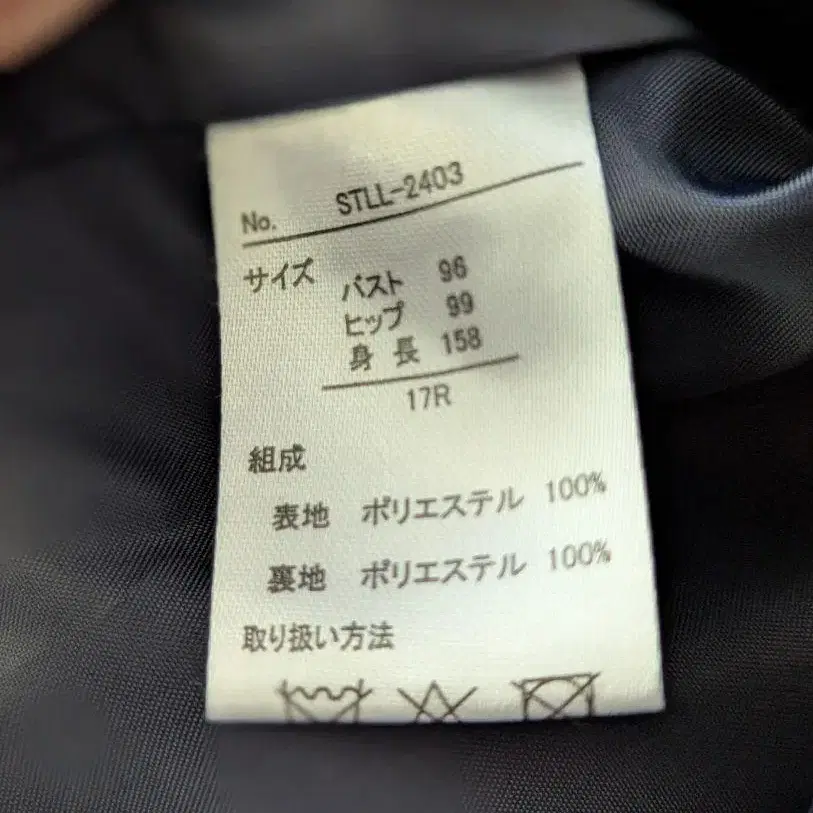 No. STLL-2403
サイズ バスト 96
ヒップ 99
身長 158
17R
組成
表地 ポリエステル 100%
裏地 ポリエステル 100%
取り扱い方法